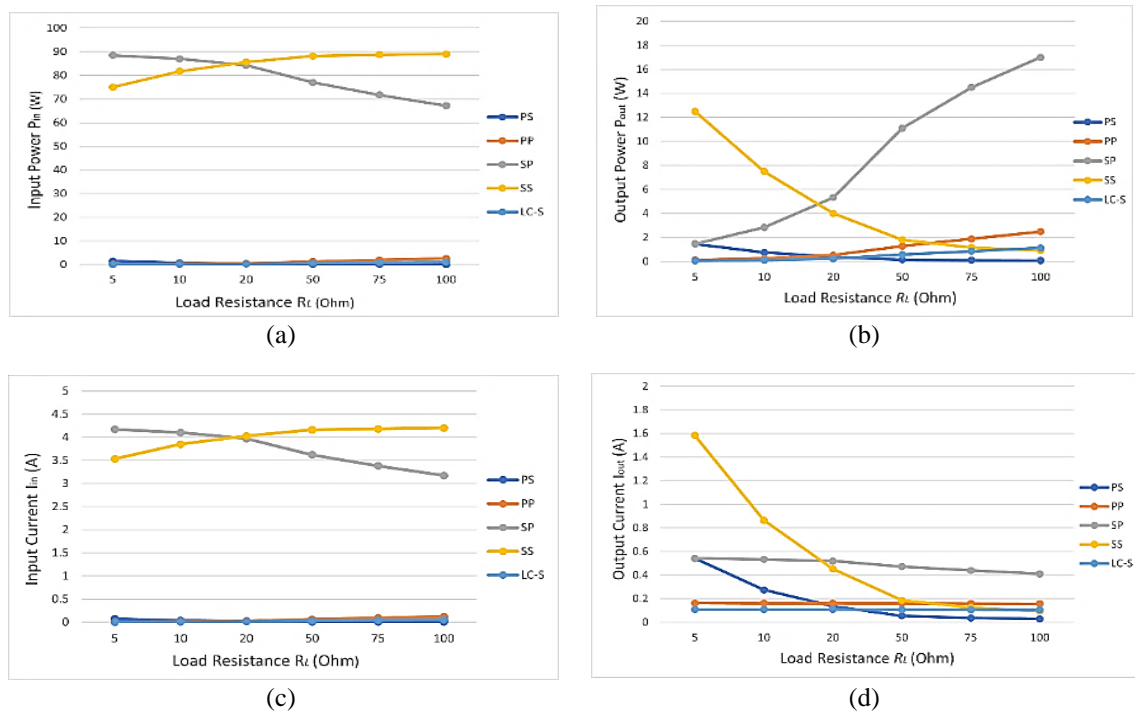 100
90
80
70
60
50
40
30
20
10
0
Input Power Pin (W)
5 10 20 50 75 100
Load Resistance RL (Ohm)
PS
PP
SP
SS
LC-S
(a)
20
18
16
14
12
10
8
6
4
2
0
Output Power Pout (W)
5 10 20 50 75 100
Load Resistance RL (Ohm)
PS
PP
SP
SS
LC-S
(b)
5
4.5
4
3.5
3
2.5
2
1.5
1
0.5
0
Input Current Iin (A)
5 10 20 50 75 100
Load Resistance RL (Ohm)
PS
PP
SP
SS
LC-S
(c)
2
1.8
1.6
1.4
1.2
1
0.8
0.6
0.4
0.2
0
Output Current Iout (A)
5 10 20 50 75 100
Load Resistance RL (Ohm)
PS
PP
SP
SS
LC-S
(d)